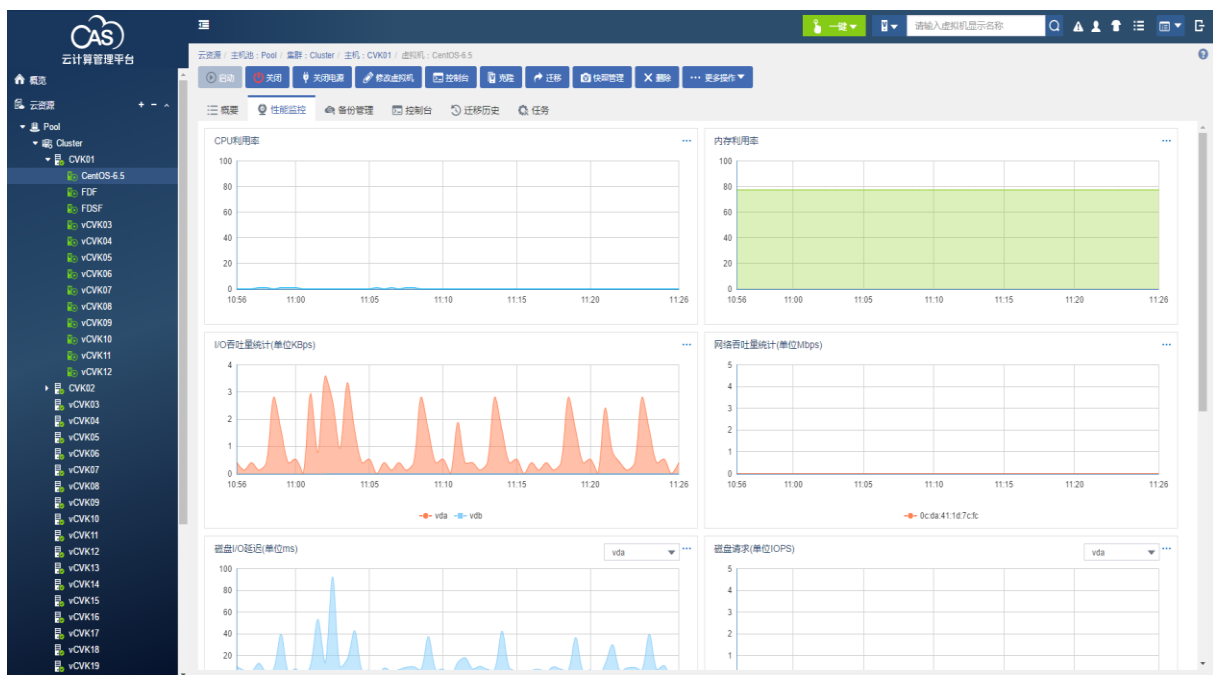 CAS
云计算管理平台
概览
云资源 + - ^
Pool
Cluster
CVK01
CentOS-6.5
FDF
FDSF
vCVK03
vCVK04
vCVK05
vCVK06
vCVK07
vCVK08
vCVK09
vCVK10
vCVK11
vCVK12
CVK02
vCVK03
vCVK04
vCVK05
vCVK06
vCVK07
vCVK08
vCVK09
vCVK10
vCVK11
vCVK12
vCVK13
vCVK14
vCVK15
vCVK16
vCVK17
vCVK18
vCVK19
一键 请输入虚拟机显示名称
云资源 / 主机池 : Pool / 集群 : Cluster / 主机 : CVK01 / 虚拟机 : CentOS-6.5
启动 关闭 关闭电源 修改虚拟机 控制台 克隆 迁移 快照管理 删除 ··· 更多操作
概要 性能监控 备份管理 控制台 迁移历史 任务
CPU利用率 ···
100
80
60
40
20
0
10:56 11:00 11:05 11:10 11:15 11:20 11:26
内存利用率 ···
100
80
60
40
20
0
10:56 11:00 11:05 11:10 11:15 11:20 11:26
I/O吞吐量统计(单位KBps) ···
4
3
2
1
0
10:56 11:00 11:05 11:10 11:15 11:20 11:26
vda vdb
网络吞吐量统计(单位Mbps) ···
5
4
3
2
1
0
10:56 11:00 11:05 11:10 11:15 11:20 11:26
0c:da:41:1d:7c:fc
磁盘I/O延迟(单位ms) vda ···
100
80
60
40
20
磁盘请求(单位IOPS) vda ···
5
4
3
2
1